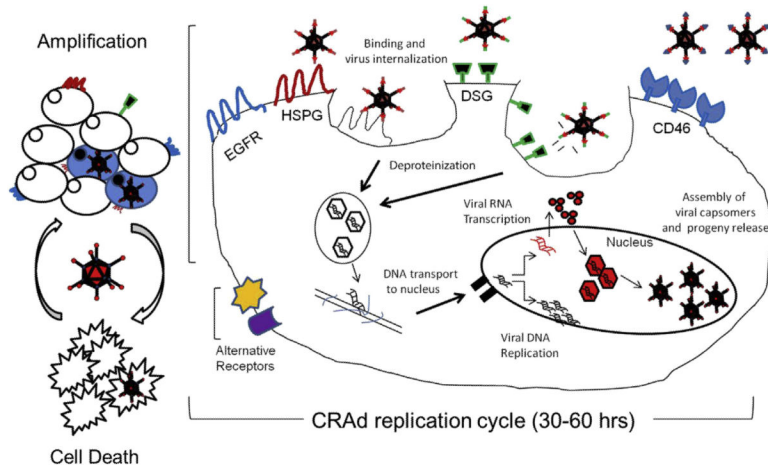 Amplification
Cell Death
Binding and
virus internalization
EGFR
HSPG
DSG
CD46
Deproteinization
Viral RNA
Transcription
Nucleus
Assembly of
viral capsomers
and progeny release
DNA transport
to nucleus
Viral DNA
Replication
Alternative
Receptors
CRAd replication cycle (30-60 hrs)